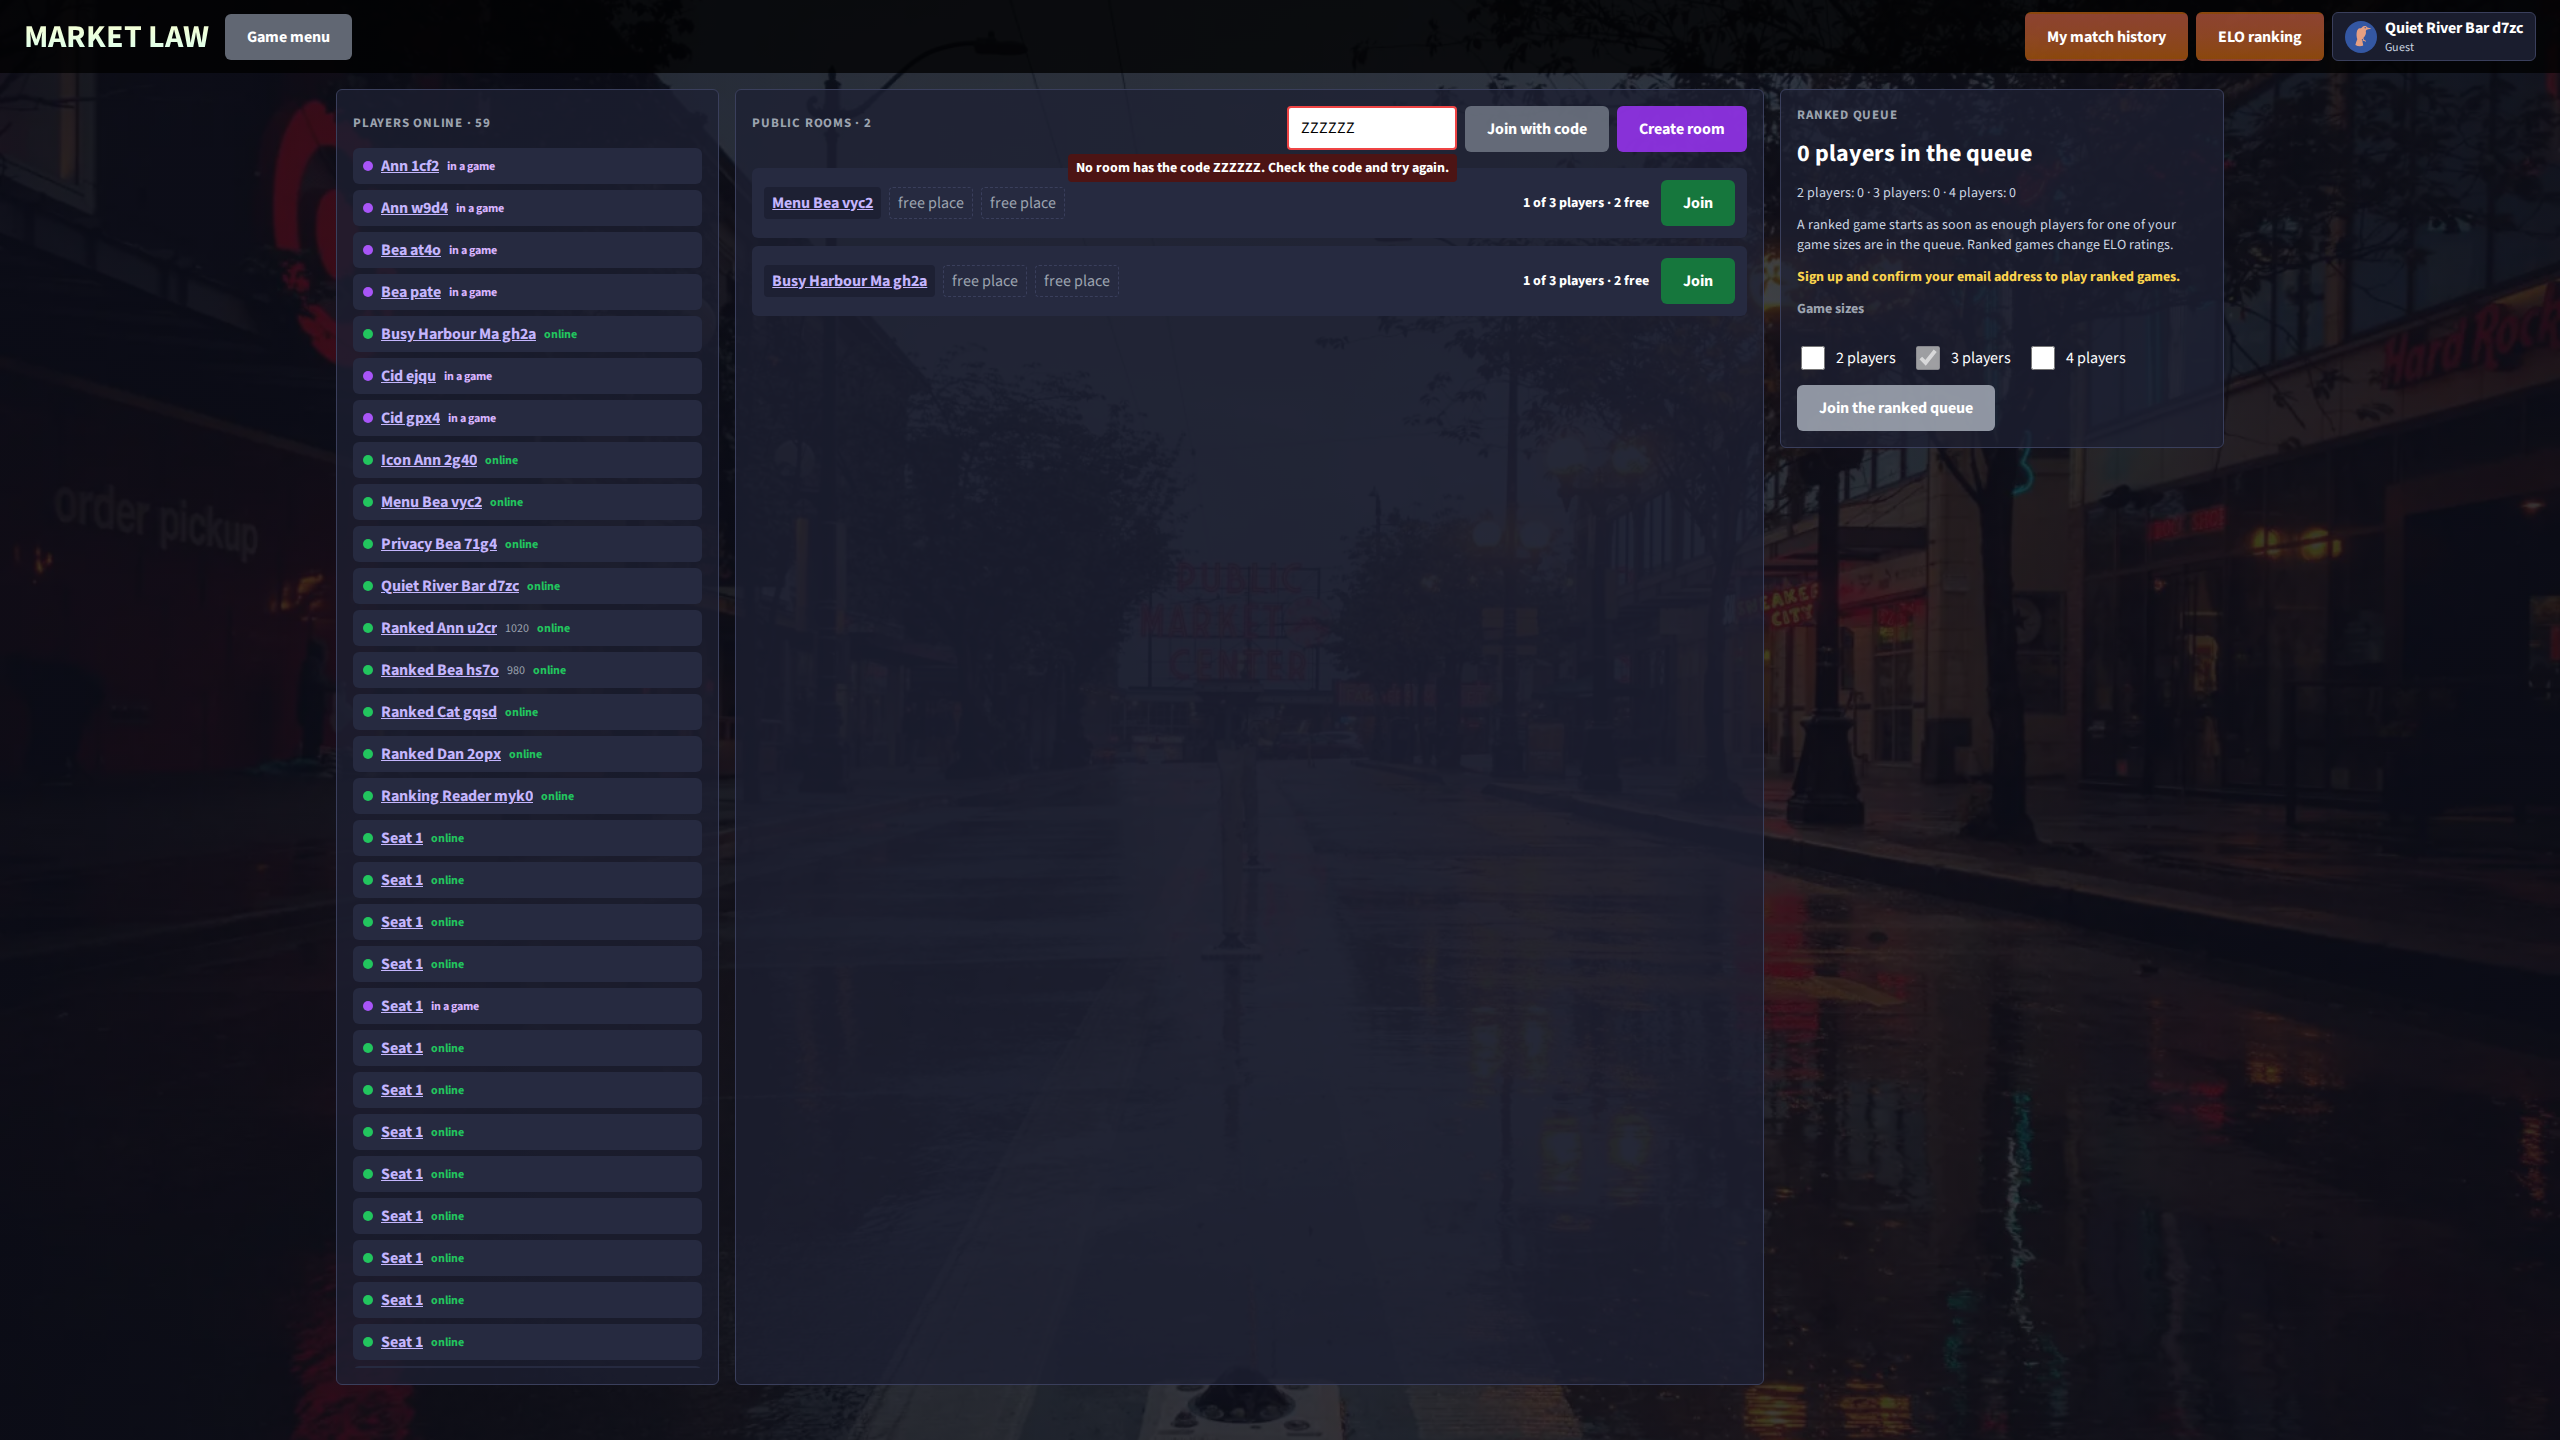 MARKET LAW
Game menu
My match history
ELO ranking
Quiet River Bar d7zc
Guest
PLAYERS ONLINE · 59
Ann 1cf2 in a game
Ann w9d4 in a game
Bea at4o in a game
Bea pate in a game
Busy Harbour Ma gh2a online
Cid ejqu in a game
Cid gpx4 in a game
Icon Ann 2g40 online
Menu Bea vyc2 online
Privacy Bea 71g4 online
Quiet River Bar d7zc online
Ranked Ann u2cr 1020 online
Ranked Bea hs7o 980 online
Ranked Cat gqsd online
Ranked Dan 2opx online
Ranking Reader myk0 online
Seat 1 online
Seat 1 online
Seat 1 online
Seat 1 online
Seat 1 in a game
Seat 1 online
Seat 1 online
Seat 1 online
Seat 1 online
Seat 1 online
Seat 1 online
Seat 1 online
Seat 1 online
PUBLIC ROOMS · 2
ZZZZZZ
Join with code
Create room
No room has the code ZZZZZZ. Check the code and try again.
Menu Bea vyc2 free place free place 1 of 3 players · 2 free Join
Busy Harbour Ma gh2a free place free place 1 of 3 players · 2 free Join
RANKED QUEUE
0 players in the queue
2 players: 0 · 3 players: 0 · 4 players: 0
A ranked game starts as soon as enough players for one of your
game sizes are in the queue. Ranked games change ELO ratings.
Sign up and confirm your email address to play ranked games.
Game sizes
2 players 3 players 4 players
Join the ranked queue
order pickup
PUBLIC
MARKET
CENTER
SNEAKER
CITY
Hard Rock